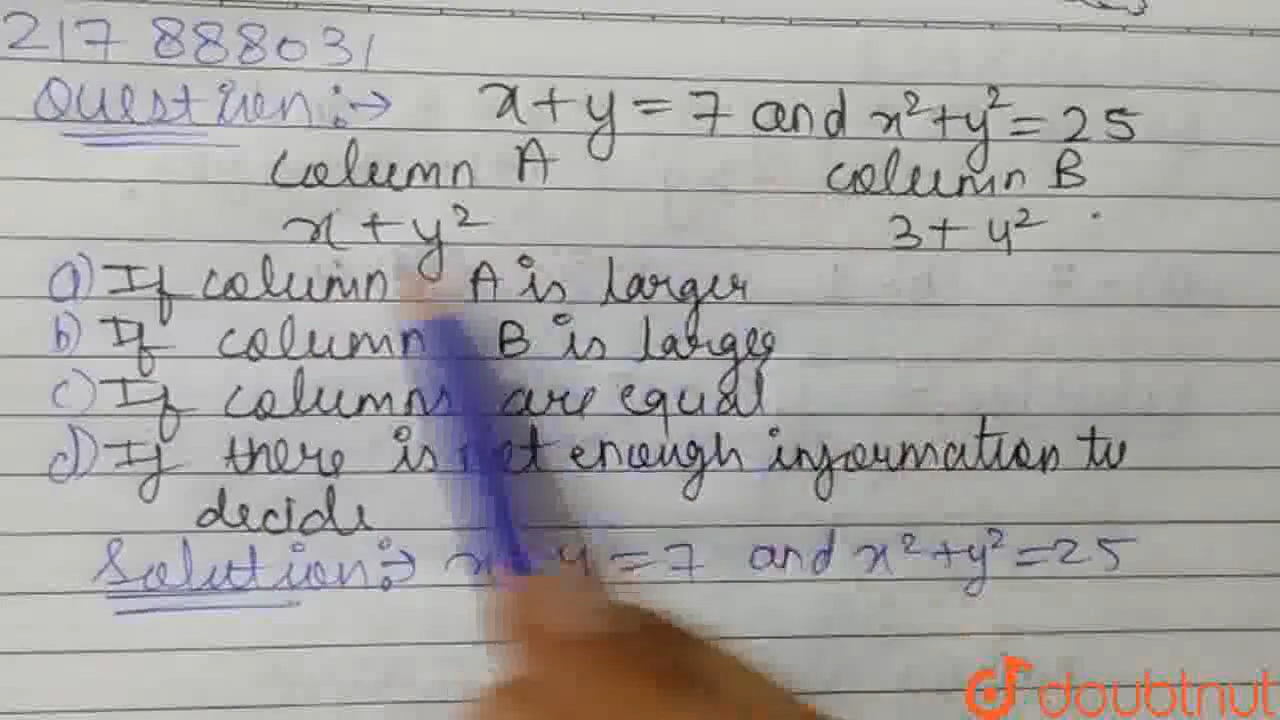 217 888031
Question :→ x + y = 7 and x² + y² = 25
Column A Column B
x + y² 3 + y²
a) If column A is larger
b) If column B is larger
c) If columns are equal
d) If there is not enough information to
decide
Solution :→ x + y = 7 and x² + y² = 25
doubtnut